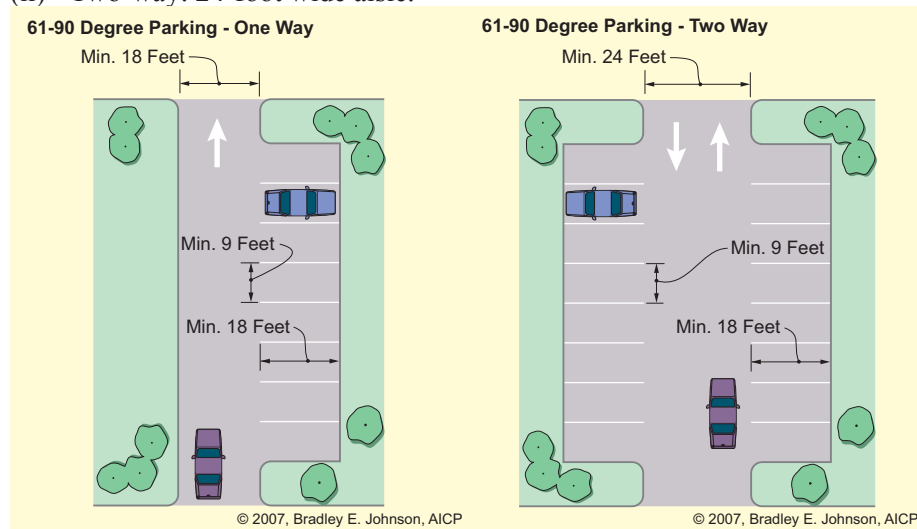 (ii) Two-way: 24-foot wide aisle.
61-90 Degree Parking - One Way
Min. 18 Feet
Min. 9 Feet
Min. 18 Feet
© 2007, Bradley E. Johnson, AICP
61-90 Degree Parking - Two Way
Min. 24 Feet
Min. 9 Feet
Min. 18 Feet
© 2007, Bradley E. Johnson, AICP